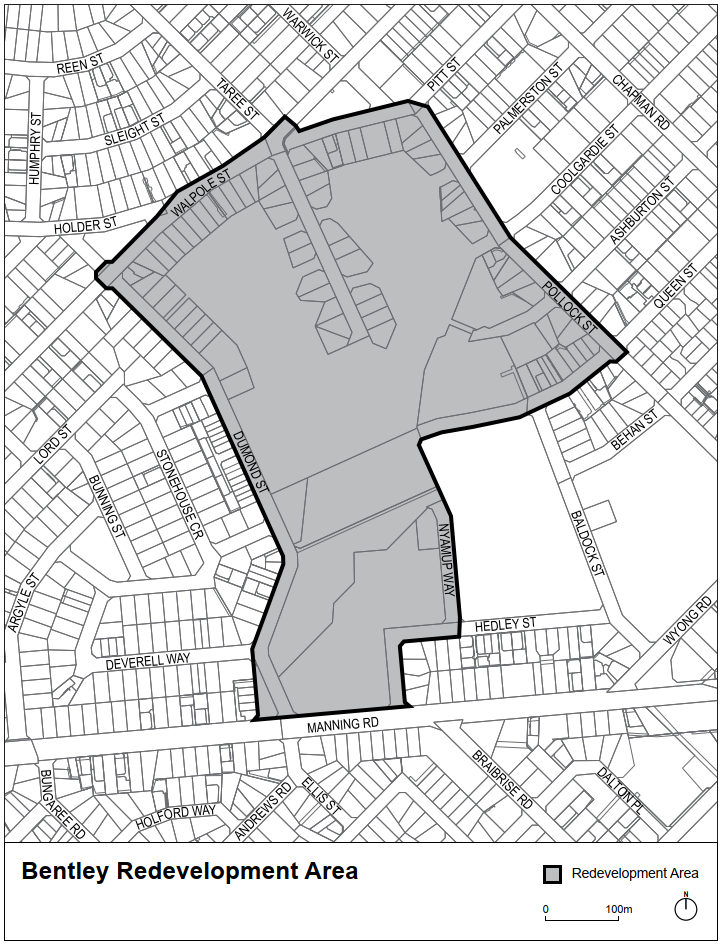 WARWICK ST
REEN ST
PITT ST
TAREE ST
PALMERSTON ST
CHAPMAN RD
HUMPHRY ST
SLEIGHT ST
COOLGARDIE ST
WALPOLE ST
ASHBURTON ST
HOLDER ST
QUEEN ST
POLLOCK ST
LORD ST
BEHAN ST
DUMOND ST
STONEHOUSE CR
BUNNING ST
BALDOCK ST
NYAMUP WAY
ARGYLE ST
HEDLEY ST
WYONG RD
DEVERELL WAY
MANNING RD
BRAIBRISE RD
BUNGAREE RD
HOLFORD WAY
ANDREWS RD
ELLIS ST
DALTON PL
Bentley Redevelopment Area
Redevelopment Area
N
0 100m